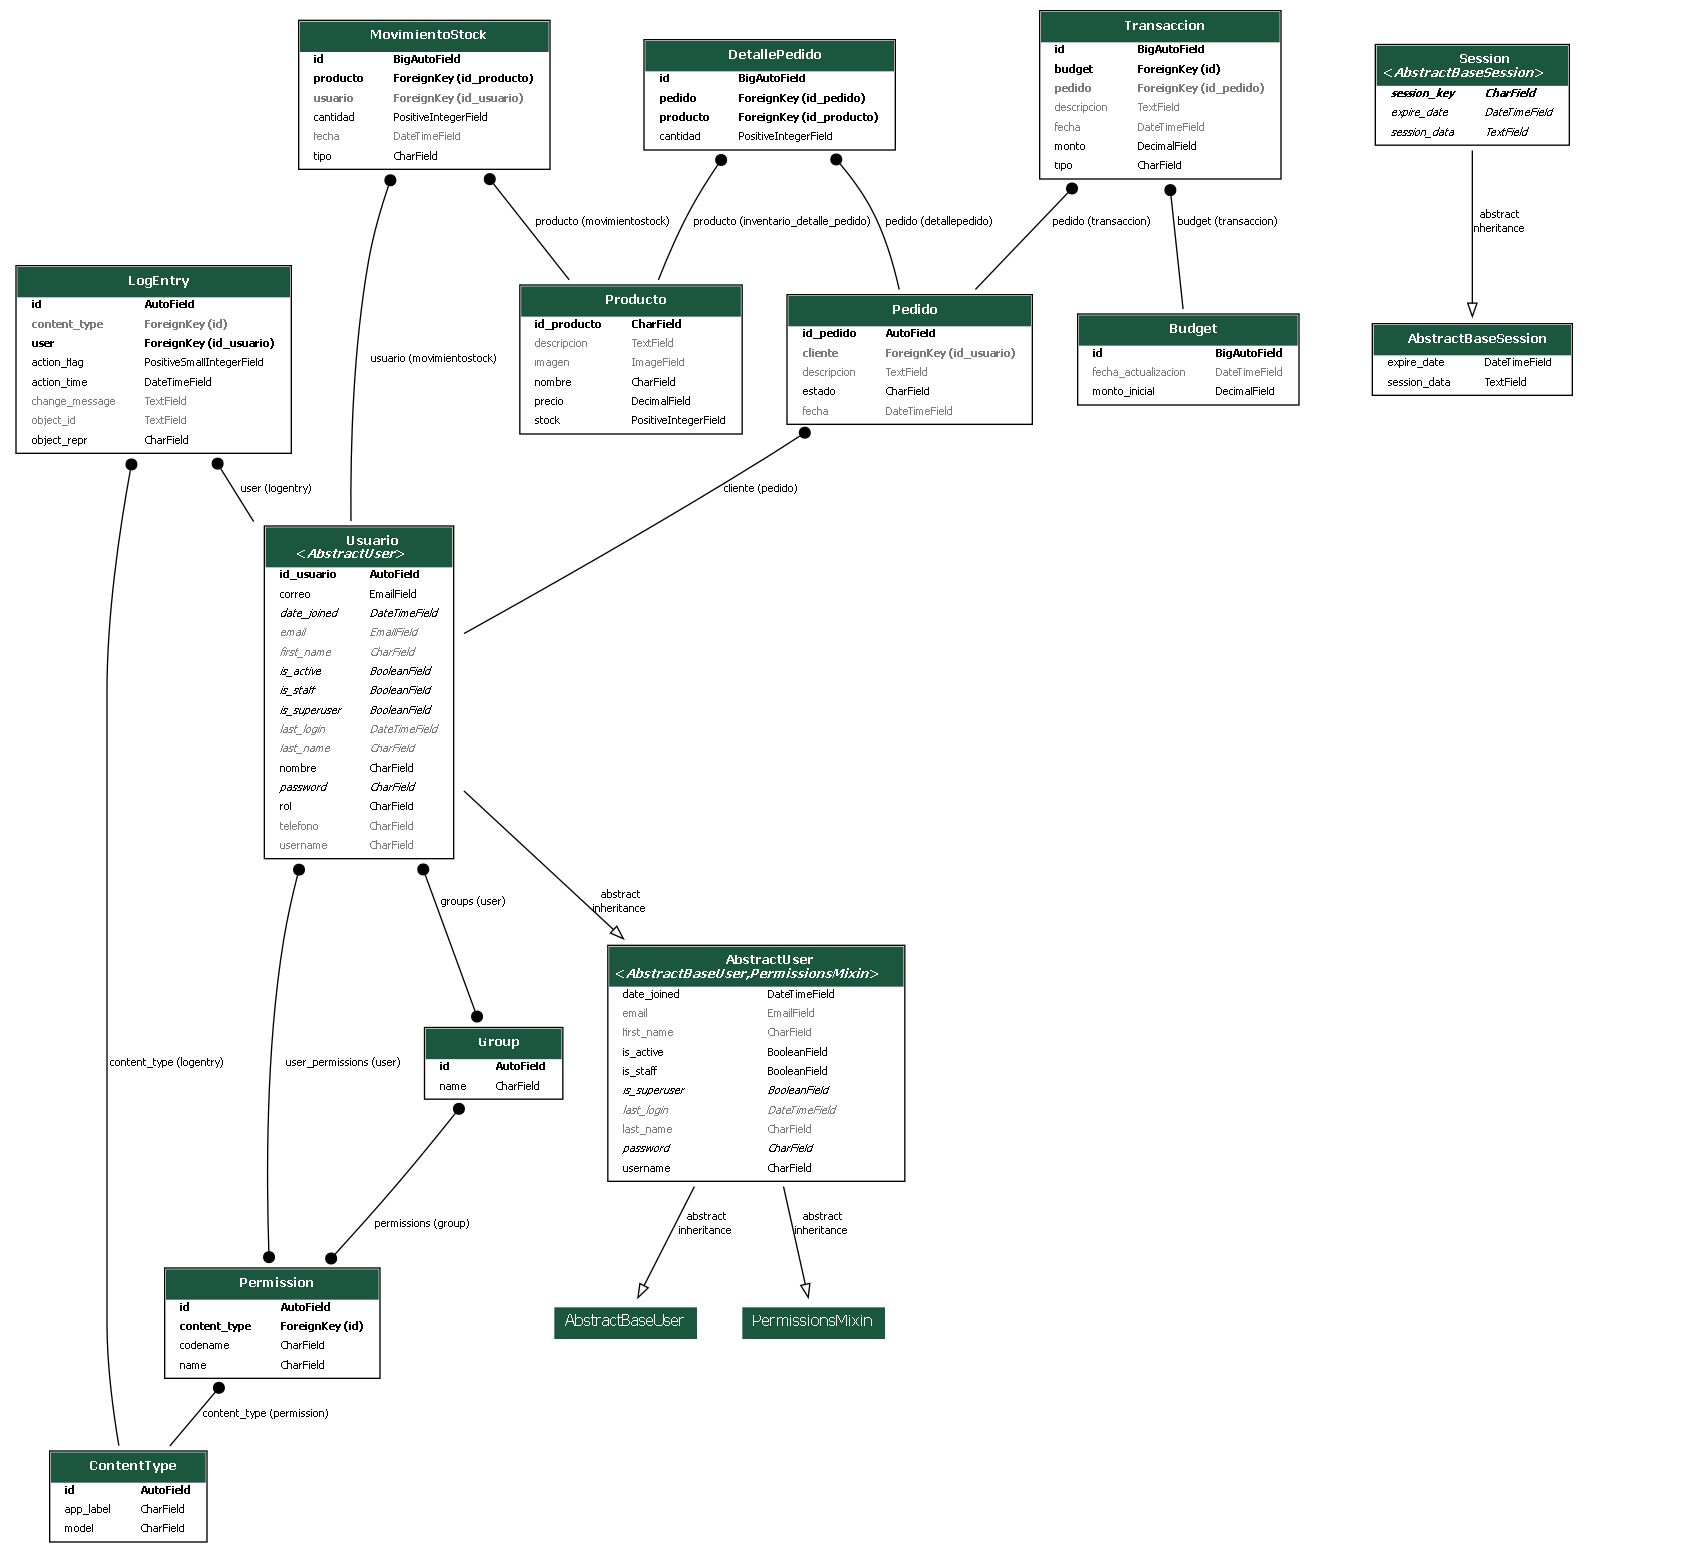 MovimientoStock
id BigAutoField
producto ForeignKey (id_producto)
usuario ForeignKey (id_usuario)
cantidad PositiveIntegerField
fecha DateTimeField
tipo CharField
DetallePedido
id BigAutoField
pedido ForeignKey (id_pedido)
producto ForeignKey (id_producto)
cantidad PositiveIntegerField
Transaccion
id BigAutoField
budget ForeignKey (id)
pedido ForeignKey (id_pedido)
descripcion TextField
fecha DateTimeField
monto DecimalField
tipo CharField
Session
<AbstractBaseSession>
session_key CharField
expire_date DateTimeField
session_data TextField
producto (movimientostock)
producto (inventario_detalle_pedido)
pedido (detallepedido)
pedido (transaccion)
budget (transaccion)
abstract
inheritance
LogEntry
id AutoField
content_type ForeignKey (id)
user ForeignKey (id_usuario)
action_flag PositiveSmallIntegerField
action_time DateTimeField
change_message TextField
object_id TextField
object_repr CharField
usuario (movimientostock)
Producto
id_producto CharField
descripcion TextField
imagen ImageField
nombre CharField
precio DecimalField
stock PositiveIntegerField
Pedido
id_pedido AutoField
cliente ForeignKey (id_usuario)
descripcion TextField
estado CharField
fecha DateTimeField
Budget
id BigAutoField
fecha_actualizacion DateTimeField
monto_inicial DecimalField
AbstractBaseSession
expire_date DateTimeField
session_data TextField
user (logentry)
cliente (pedido)
Usuario
<AbstractUser>
id_usuario AutoField
correo EmailField
date_joined DateTimeField
email EmailField
first_name CharField
is_active BooleanField
is_staff BooleanField
is_superuser BooleanField
last_login DateTimeField
last_name CharField
nombre CharField
password CharField
rol CharField
telefono CharField
username CharField
groups (user)
abstract
inheritance
AbstractUser
<AbstractBaseUser,PermissionsMixin>
date_joined DateTimeField
email EmailField
first_name CharField
is_active BooleanField
is_staff BooleanField
is_superuser BooleanField
last_login DateTimeField
last_name CharField
password CharField
username CharField
content_type (logentry)
user_permissions (user)
Group
id AutoField
name CharField
permissions (group)
abstract
inheritance
abstract
inheritance
Permission
id AutoField
content_type ForeignKey (id)
codename CharField
name CharField
AbstractBaseUser
PermissionsMixin
content_type (permission)
ContentType
id AutoField
app_label CharField
model CharField